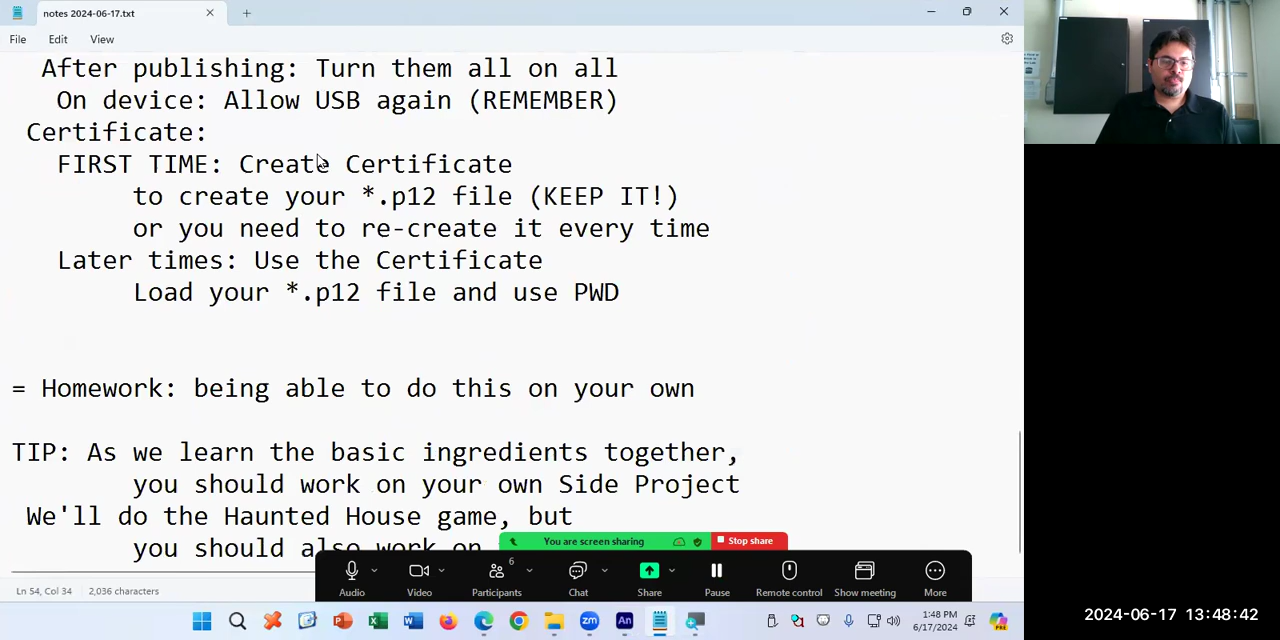 notes 2024-06-17.txt
File Edit View
After publishing: Turn them all on all
On device: Allow USB again (REMEMBER)
Certificate:
FIRST TIME: Create Certificate
to create your *.p12 file (KEEP IT!)
or you need to re-create it every time
Later times: Use the Certificate
Load your *.p12 file and use PWD
= Homework: being able to do this on your own
TIP: As we learn the basic ingredients together,
you should work on your own Side Project
We'll do the Haunted House game, but
you should also work on
You are screen sharing Stop share
6
Audio Video Participants Chat Share Pause Remote control Show meeting More
Ln 54, Col 34 2,036 characters
1:48 PM
6/17/2024
2024-06-17 13:48:42